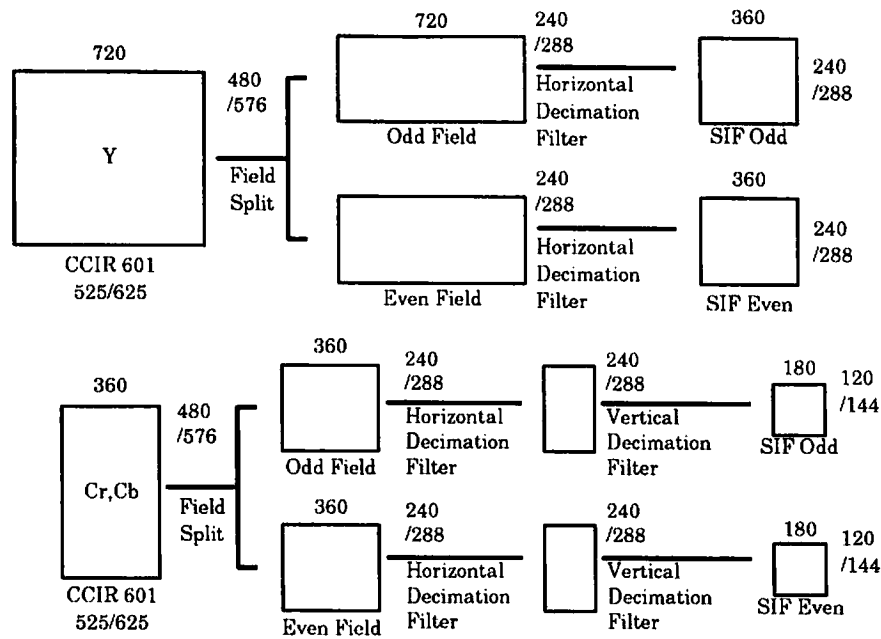 720
480
/576
Y
CCIR 601
525/625
Field
Split
720
240
/288
Odd Field
Horizontal
Decimation
Filter
360
240
/288
SIF Odd
240
/288
Even Field
Horizontal
Decimation
Filter
360
240
/288
SIF Even
360
480
/576
Cr,Cb
CCIR 601
525/625
Field
Split
360
240
/288
Odd Field
Horizontal
Decimation
Filter
240
/288
Vertical
Decimation
Filter
180
120
/144
SIF Odd
360
240
/288
Even Field
Horizontal
Decimation
Filter
240
/288
Vertical
Decimation
Filter
180
120
/144
SIF Even